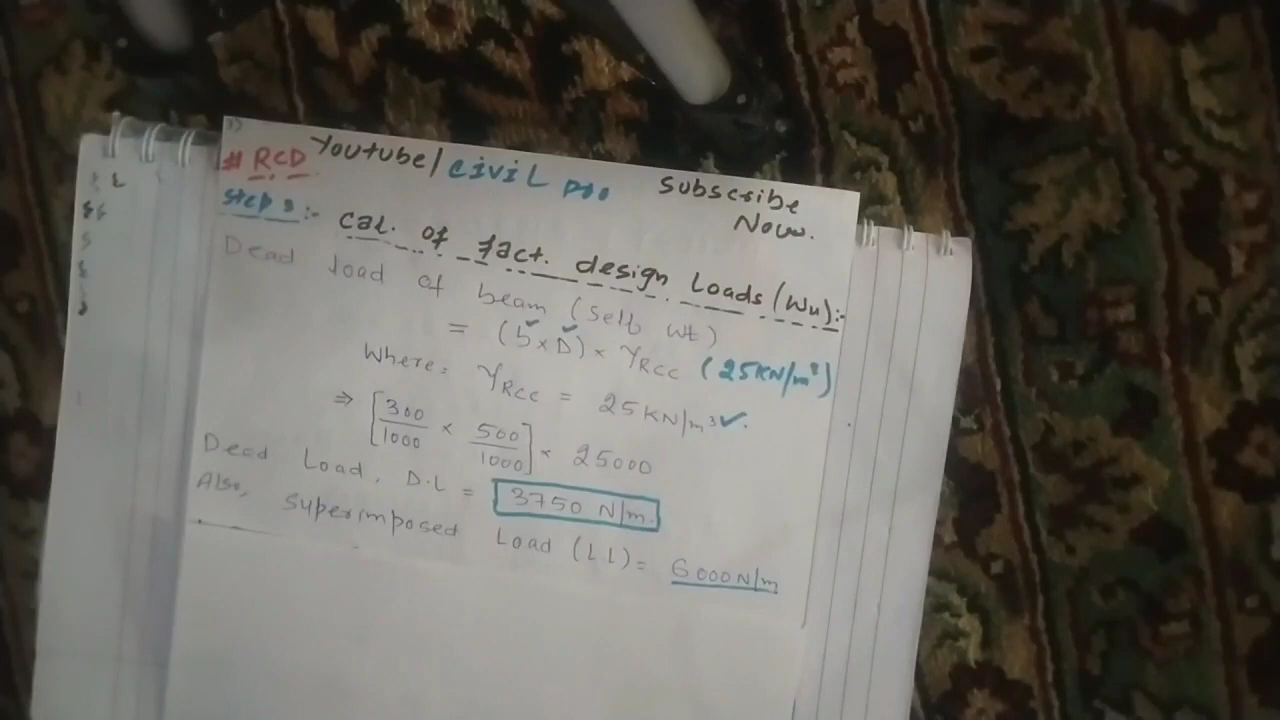 # RCD Youtube/civil pro Subscribe Now.
Step 3:- Cal. of fact. design Loads (Wu):-
Dead load of beam (Self wt)
= (b × D) × γRCC (25KN/m³)
Where: γRCC = 25KN/m³ ✓.
⇒ [300/1000 × 500/1000] × 25000
Dead Load, D.L = 3750 N/m.
Also, Superimposed Load (LL) = 6000N/m